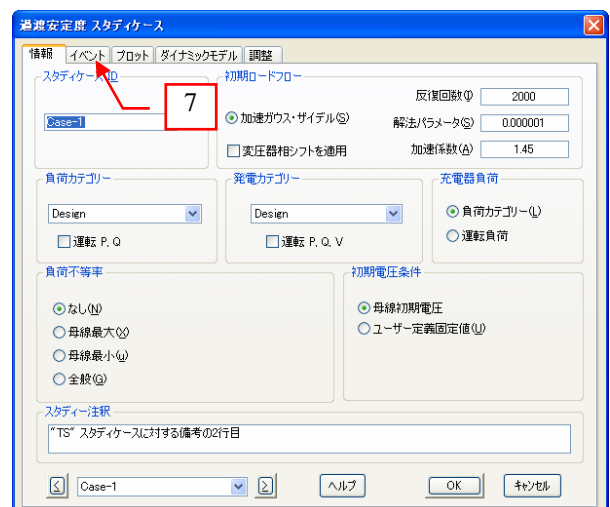 過渡安定度 スタディケース
情報 イベント プロット ダイナミックモデル 調整
スタディケース ID
Case-1
7
初期ロードフロー
加速ガウス・ザイデル(S)
変圧器相シフトを適用
反復回数(I) 2000
解法パラメータ(S) 0.000001
加速係数(A) 1.45
負荷カテゴリー
Design
運転 P, Q
発電カテゴリー
Design
運転 P, Q, V
充電器負荷
負荷カテゴリー(L)
運転負荷
負荷不等率
なし(N)
母線最大(X)
母線最小(u)
全般(G)
初期電圧条件
母線初期電圧
ユーザー定義固定値(U)
スタディー注釈
"TS" スタディケースに対する備考の2行目
< Case-1 > ヘルプ OK キャンセル